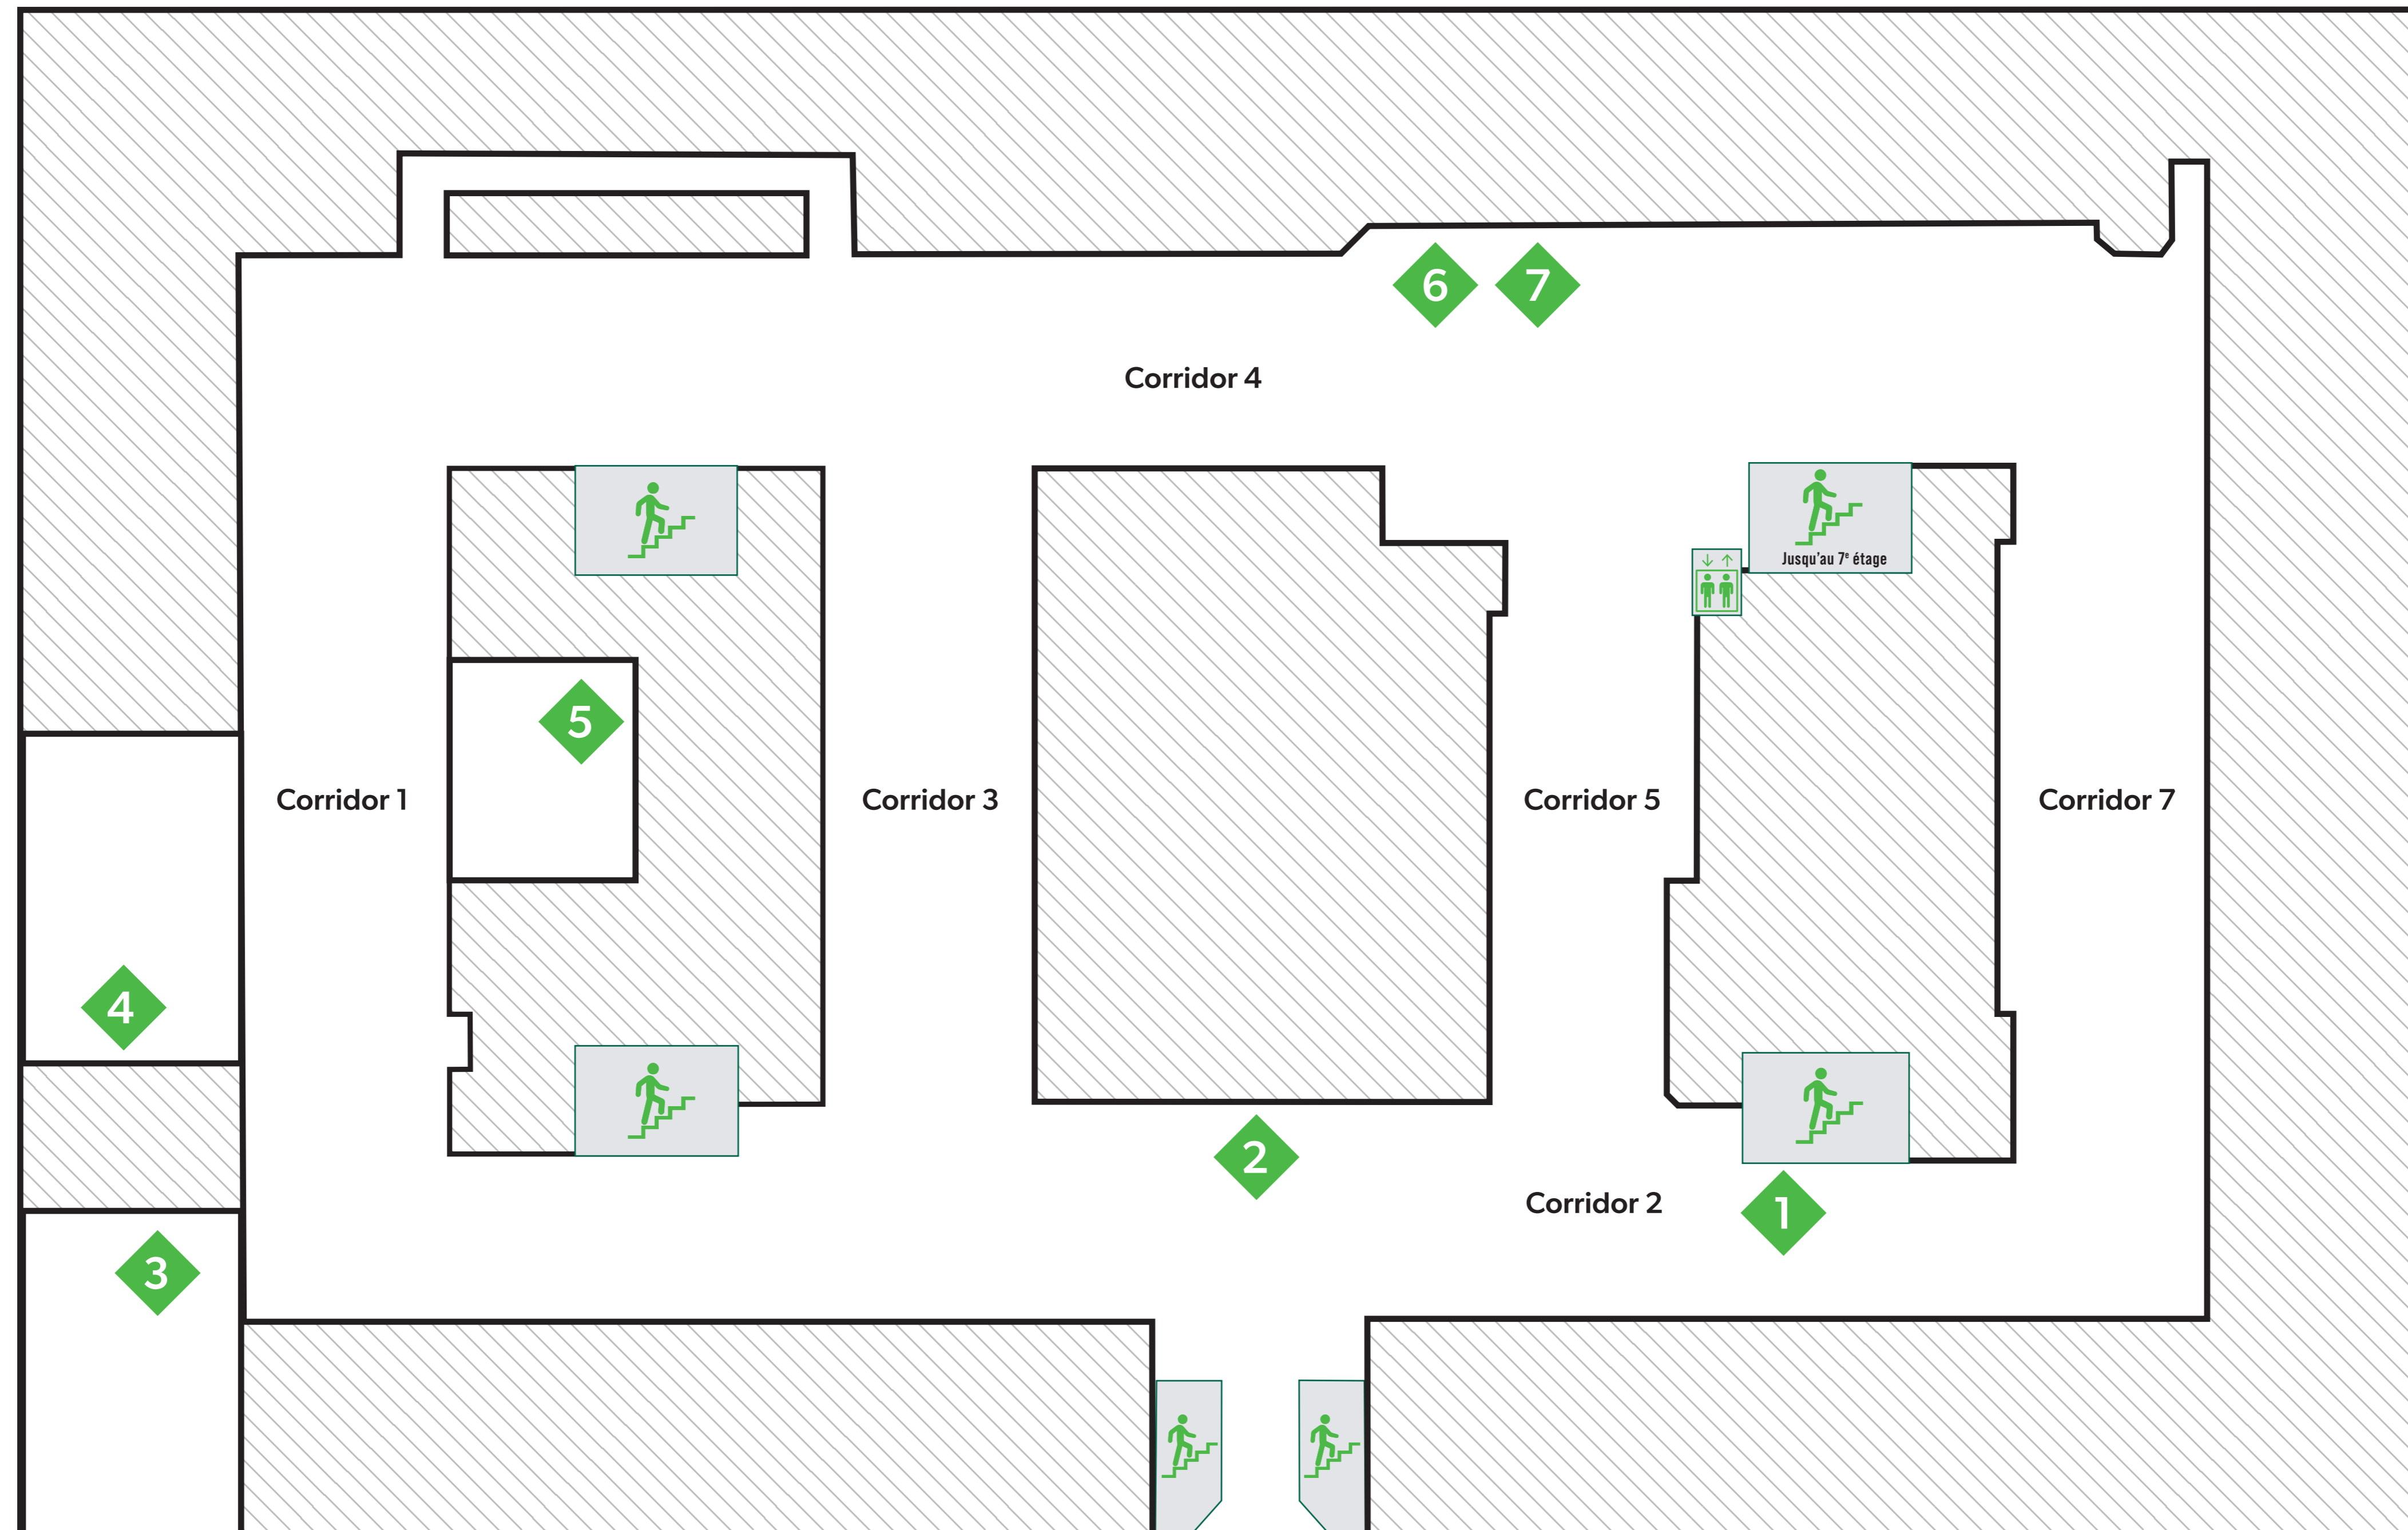 6 7
Corridor 4
Jusqu'au 7ᵉ étage
5
Corridor 1
Corridor 3
Corridor 5
Corridor 7
4
2
Corridor 2
1
3